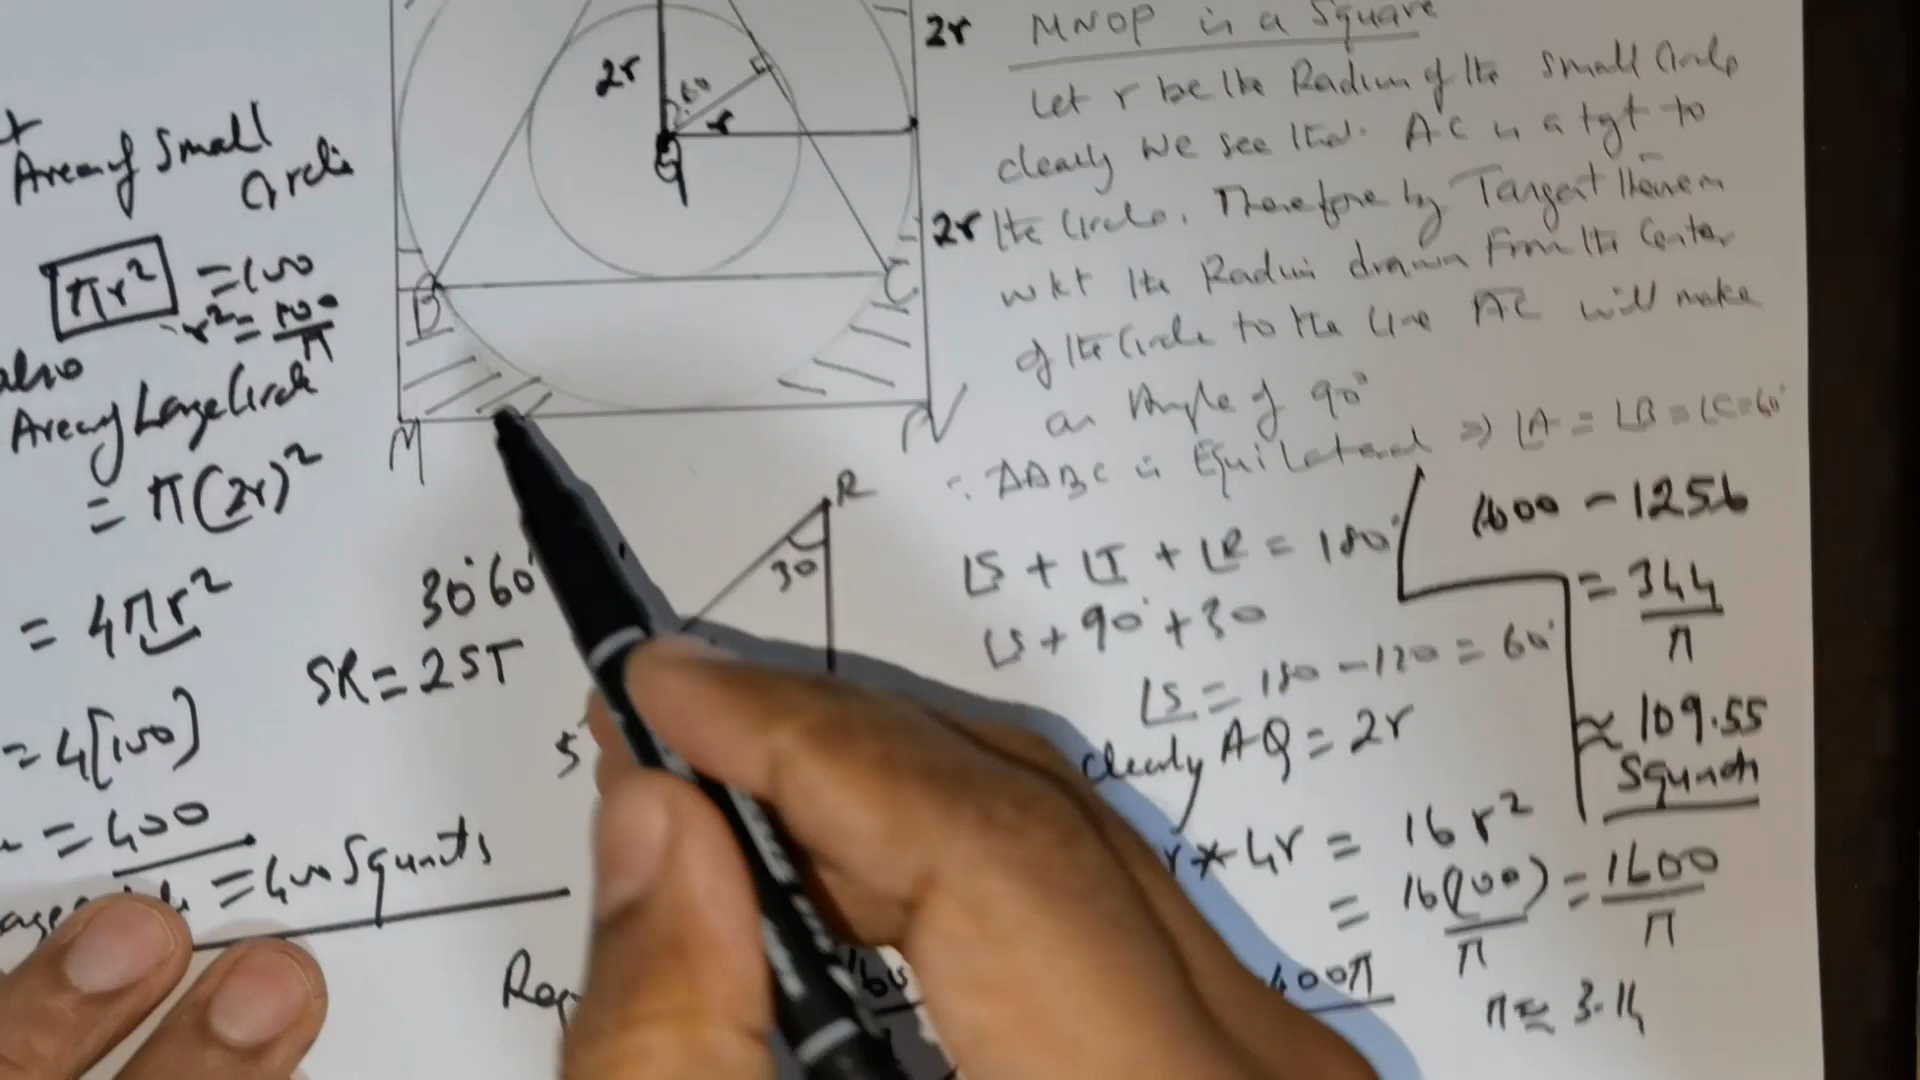 Area of Small
Circle
πr² = 100
r² = 100
π
also
Area of Large Circle
= π(2r)²
= 4πr²
= 4[100]
= 400
= 400 Squnits
2r
60
r
Q
B
C
M
N
2r
2r
30° 60°
SR = 2ST
R
30
S
MNOP is a Square
Let r be the Radius of the Small Circle
clearly we see that AC is a tgt to
the Circle. Therefore by Tangent theorem
wkt the Radius drawn From the Center
of the Circle to the line AC will make
an Angle of 90°
∴ ΔABC is Equilateral ⇒ ∠A = ∠B = ∠C = 60°
∠S + ∠T + ∠R = 180°
∠S + 90° + 30
∠S = 180 - 120 = 60°
clearly AQ = 2r
r * 4r = 16r²
= 16(100) = 1600
π π
400π
π ≈ 3.14
1600 - 1256
= 344
π
≈ 109.55
Squnits